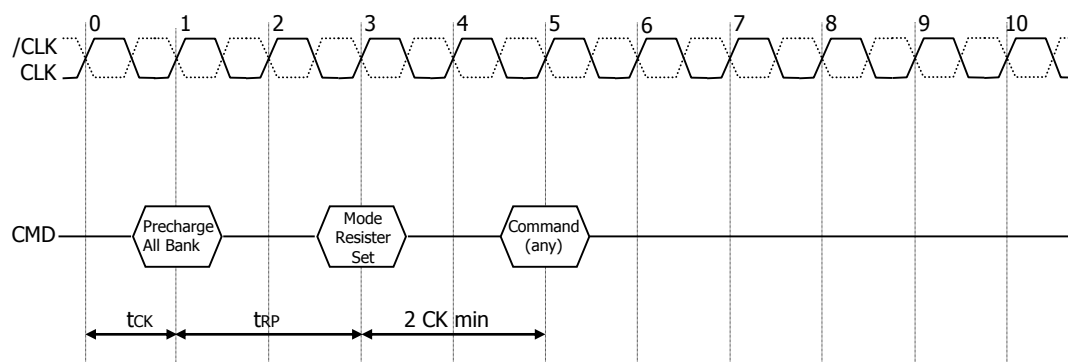 0 1 2 3 4 5 6 7 8 9 10
/CLK
CLK
CMD
Precharge
All Bank
Mode
Resister
Set
Command
(any)
tCK tRP 2 CK min